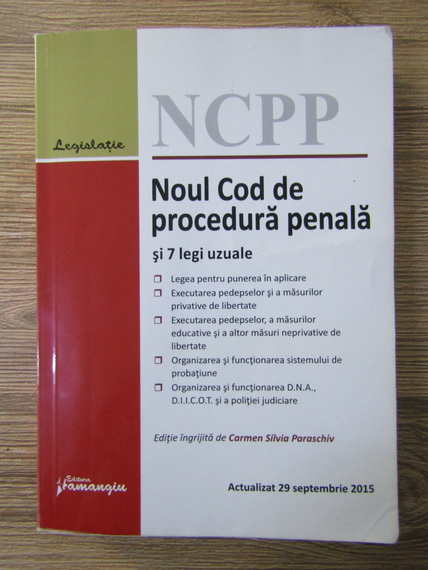 Legislație
NCPP
Noul Cod de
procedură penală
și 7 legi uzuale
Legea pentru punerea în aplicare
Executarea pedepselor și a măsurilor
privative de libertate
Executarea pedepselor, a măsurilor
educative și a altor măsuri neprivative de
libertate
Organizarea și funcționarea sistemului de
probațiune
Organizarea și funcționarea D.N.A.,
D.I.I.C.O.T. și a poliției judiciare
Ediție îngrijită de Carmen Silvia Paraschiv
Editura
Hamangiu
Actualizat 29 septembrie 2015